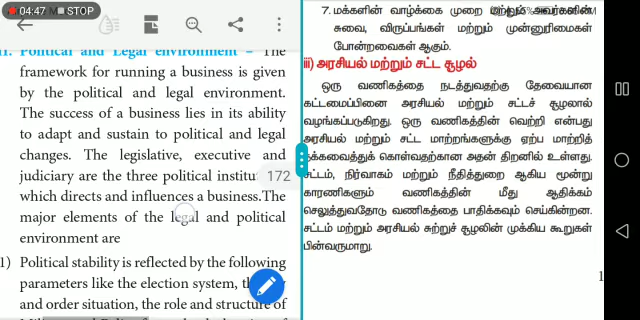 04:47 STOP
II. Political and Legal environment – The
framework for running a business is given
by the political and legal environment.
The success of a business lies in its ability
to adapt and sustain to political and legal
changes. The legislative, executive and
judiciary are the three political
which directs and influences a business.The
major elements of the legal and political
environment are
1) Political stability is reflected by the following
parameters like the election system,
and order situation, the role and structure of
172
7. மக்களின் வாழ்க்கை முறை மற்றும் அவர்களின்
சுவை, விருப்பங்கள் மற்றும் முன்னுரிமைகள்
போன்றவைகள் ஆகும்.
iii) அரசியல் மற்றும் சட்ட சூழல்
ஒரு வணிகத்தை நடத்துவதற்கு தேவையான
கட்டமைப்பினை அரசியல் மற்றும் சட்டச் சூழலால்
வழங்கப்படுகிறது. ஒரு வணிகத்தின் வெற்றி என்பது
அரசியல் மற்றும் சட்ட மாற்றங்களுக்கு ஏற்ப மாற்றித்
தக்கவைத்துக் கொள்வதற்கான அதன் திறனில் உள்ளது.
சட்டம், நிர்வாகம் மற்றும் நீதித்துறை ஆகிய மூன்று
காரணிகளும் வணிகத்தின் மீது ஆதிக்கம்
செலுத்துவதோடு வணிகத்தை பாதிக்கவும் செய்கின்றன.
சட்டம் மற்றும் அரசியல் சுற்றுச் சூழலின் முக்கிய கூறுகள்
பின்வருமாறு.
1